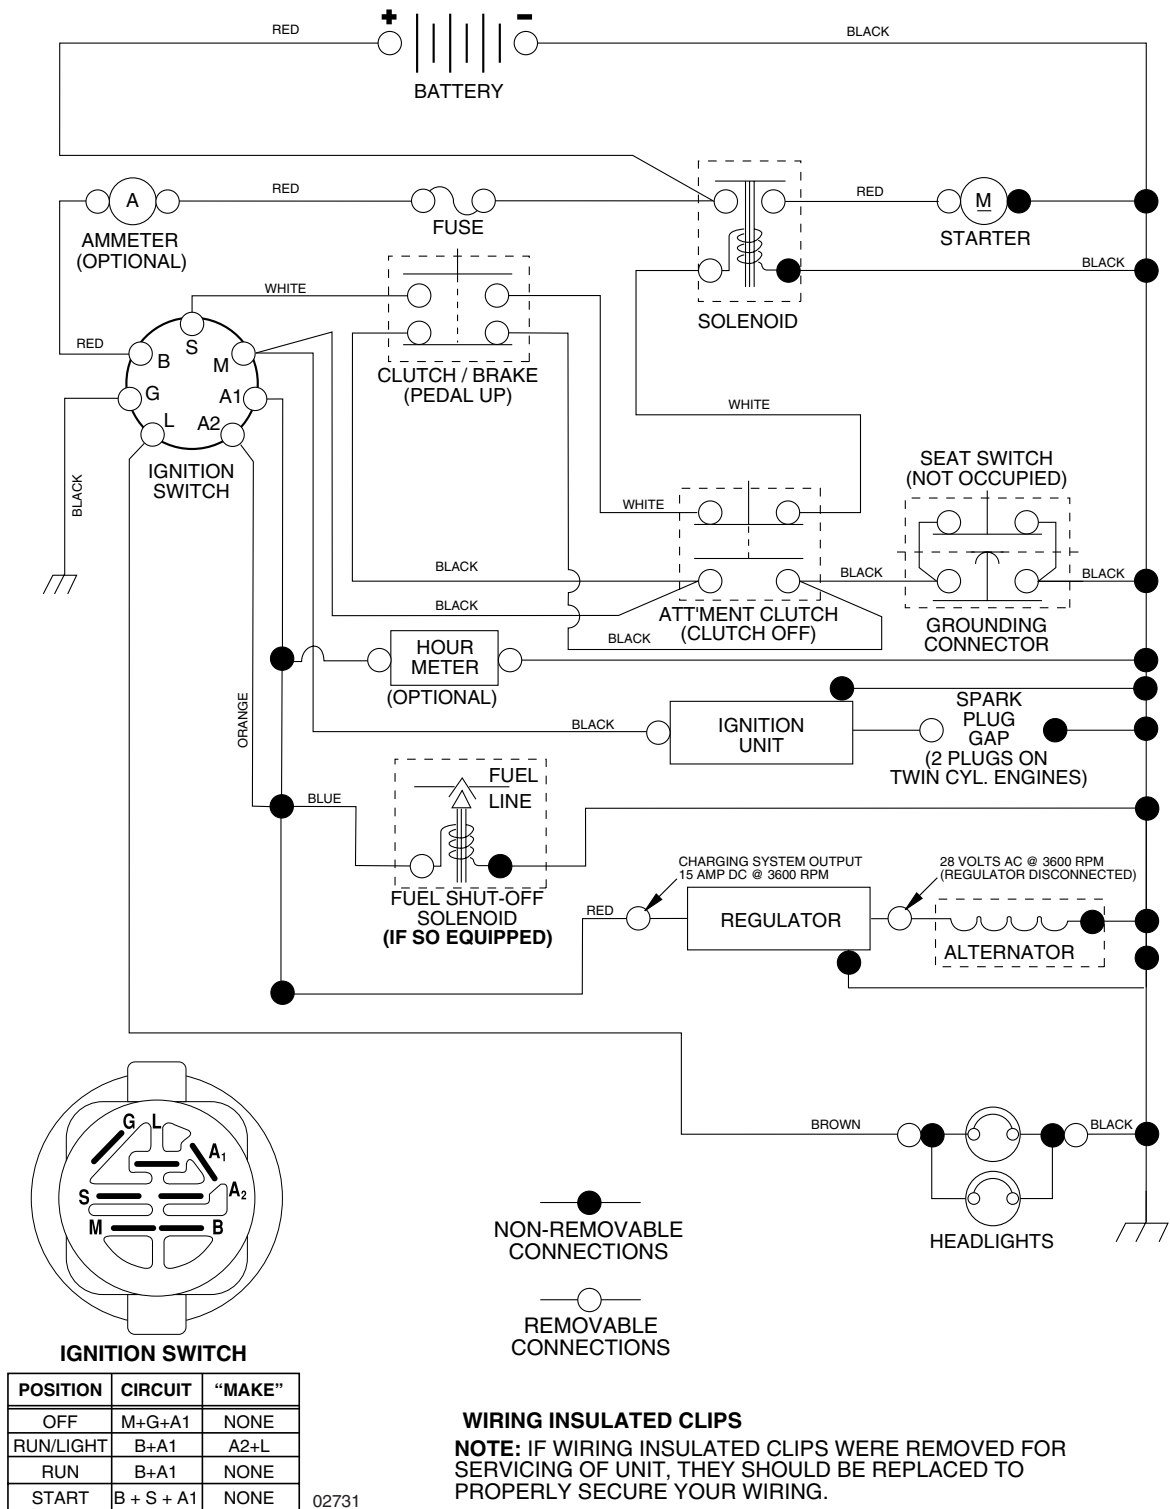 + −
RED
BLACK
BATTERY
A
RED
RED
M
AMMETER
(OPTIONAL)
FUSE
STARTER
BLACK
WHITE
SOLENOID
RED
S
B
M
G
A1
L
A2
CLUTCH / BRAKE
(PEDAL UP)
WHITE
IGNITION
SWITCH
BLACK
SEAT SWITCH
(NOT OCCUPIED)
WHITE
BLACK
BLACK
BLACK
BLACK
ATT'MENT CLUTCH
(CLUTCH OFF)
GROUNDING
CONNECTOR
BLACK
HOUR
METER
(OPTIONAL)
ORANGE
BLACK
IGNITION
UNIT
SPARK
PLUG
GAP
(2 PLUGS ON
TWIN CYL. ENGINES)
FUEL
LINE
BLUE
FUEL SHUT-OFF
SOLENOID
(IF SO EQUIPPED)
CHARGING SYSTEM OUTPUT
15 AMP DC @ 3600 RPM
28 VOLTS AC @ 3600 RPM
(REGULATOR DISCONNECTED)
RED
REGULATOR
ALTERNATOR
BROWN
BLACK
HEADLIGHTS
G L
A1
S
A2
M
B
IGNITION SWITCH
NON-REMOVABLE
CONNECTIONS
REMOVABLE
CONNECTIONS
POSITION CIRCUIT “MAKE”
OFF M+G+A1 NONE
RUN/LIGHT B+A1 A2+L
RUN B+A1 NONE
START B + S + A1 NONE
02731
WIRING INSULATED CLIPS
NOTE: IF WIRING INSULATED CLIPS WERE REMOVED FOR
SERVICING OF UNIT, THEY SHOULD BE REPLACED TO
PROPERLY SECURE YOUR WIRING.